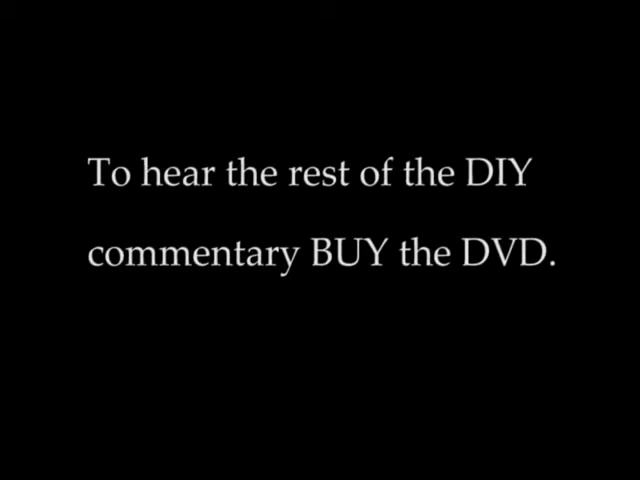 To hear the rest of the DIY
commentary BUY the DVD.